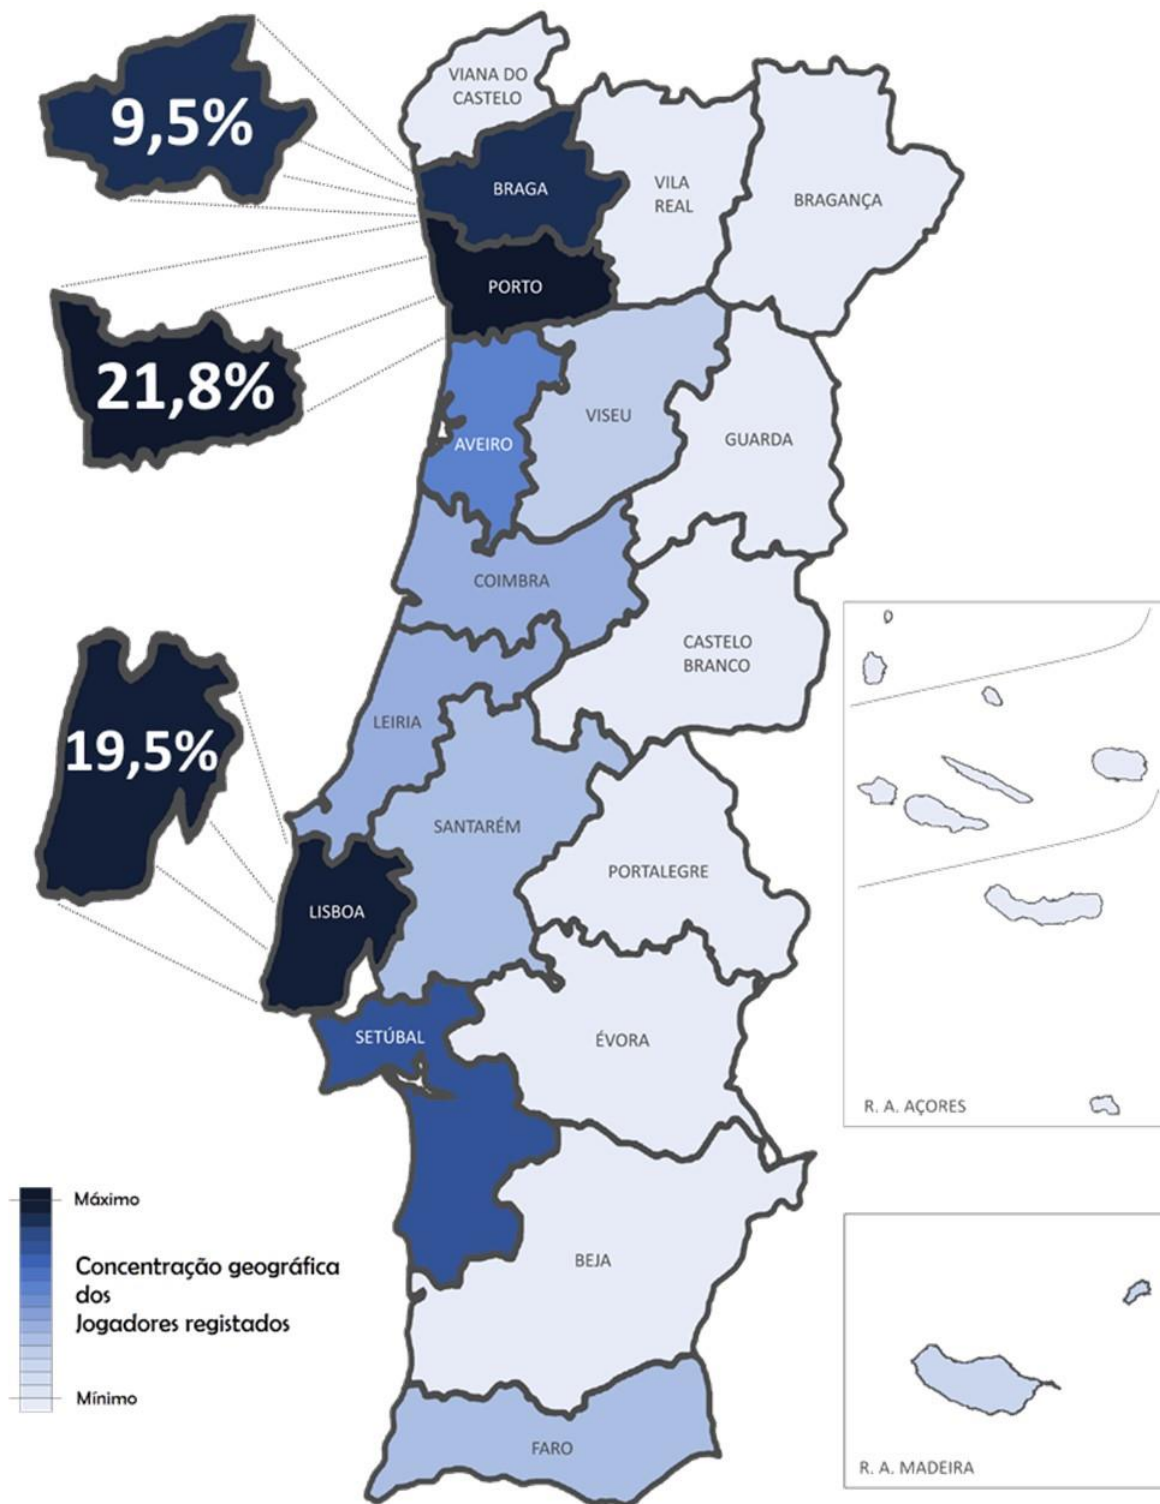 9,5%
VIANA DO
CASTELO
BRAGA
VILA
REAL
BRAGANÇA
PORTO
21,8%
AVEIRO
VISEU
GUARDA
COIMBRA
CASTELO
BRANCO
19,5%
LEIRIA
SANTARÉM
PORTALEGRE
LISBOA
SETÚBAL
ÉVORA
R. A. AÇORES
Máximo
Concentração geográfica
dos
Jogadores registados
Mínimo
BEJA
FARO
R. A. MADEIRA